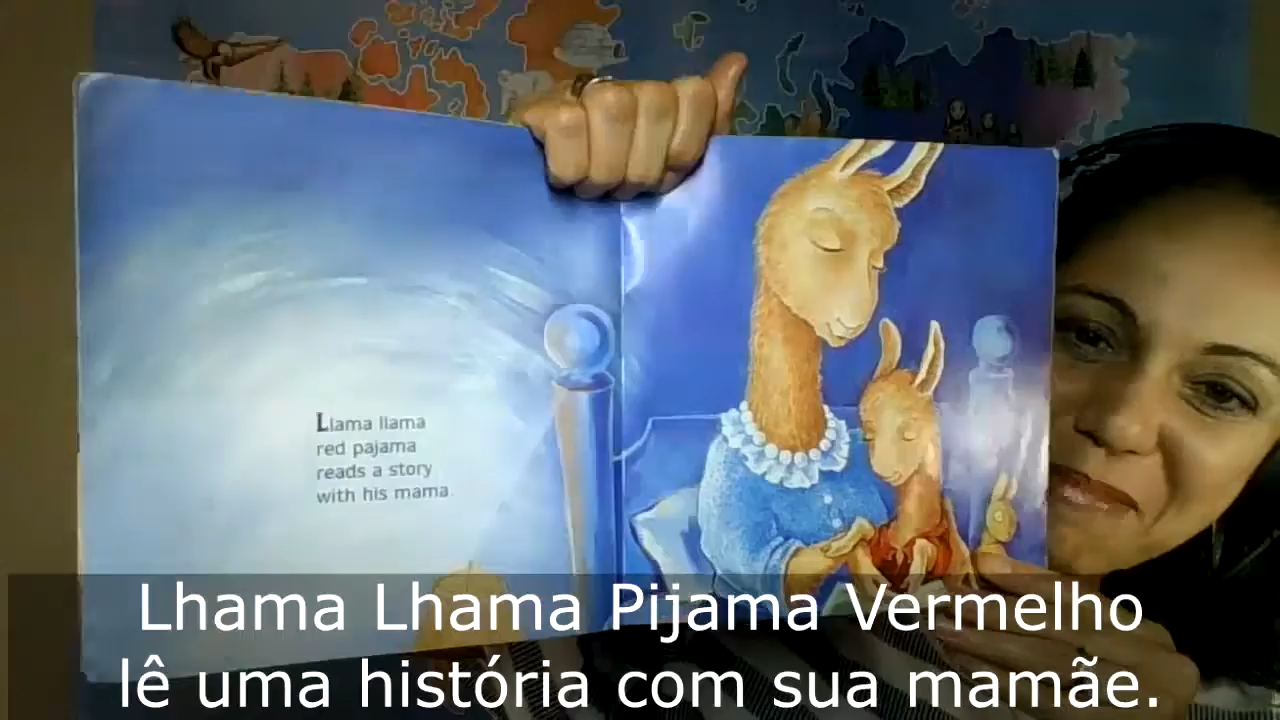 Llama llama
red pajama
reads a story
with his mama.
Lhama Lhama Pijama Vermelho
lê uma história com sua mamãe.